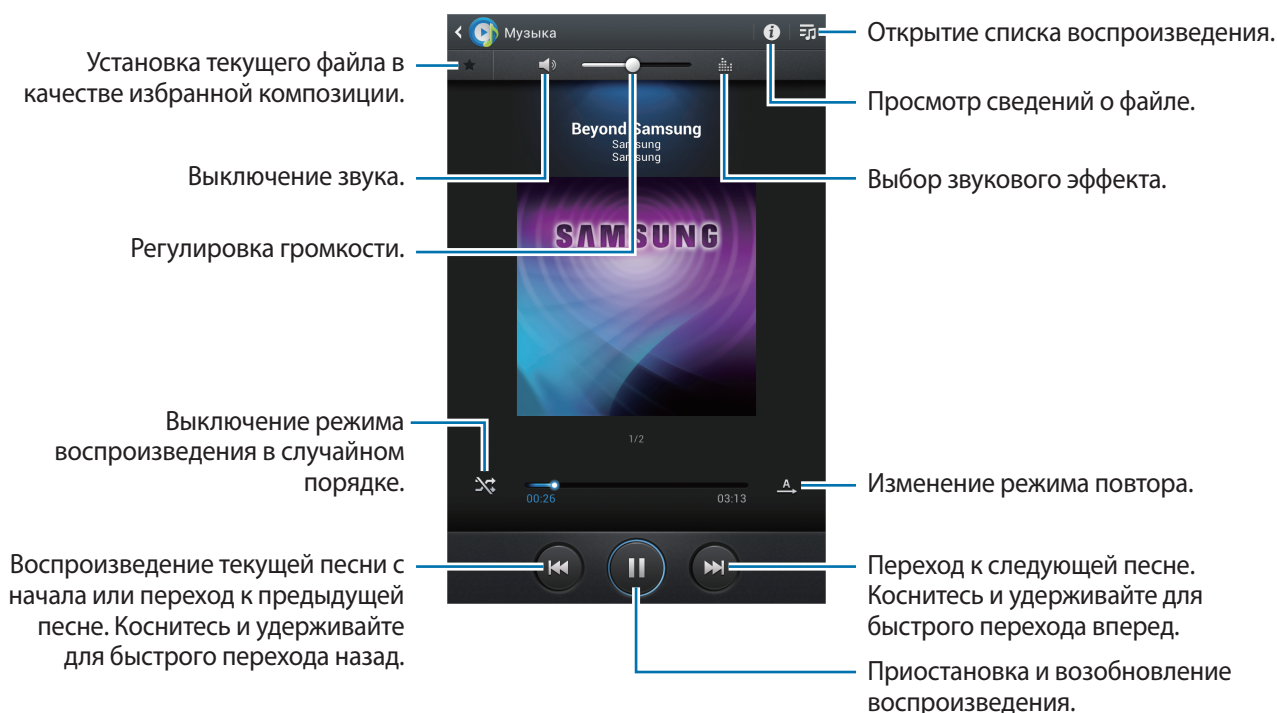 Музыка
Открытие списка воспроизведения.
Установка текущего файла в
качестве избранной композиции.
Просмотр сведений о файле.
Beyond Samsung
Samsung
Samsung
Выключение звука.
Выбор звукового эффекта.
SAMSUNG
Регулировка громкости.
Выключение режима
воспроизведения в случайном
порядке.
1/2
00:26
03:13
A
Изменение режима повтора.
Воспроизведение текущей песни с
начала или переход к предыдущей
песне. Коснитесь и удерживайте
для быстрого перехода назад.
Переход к следующей песне.
Коснитесь и удерживайте для
быстрого перехода вперед.
Приостановка и возобновление
воспроизведения.